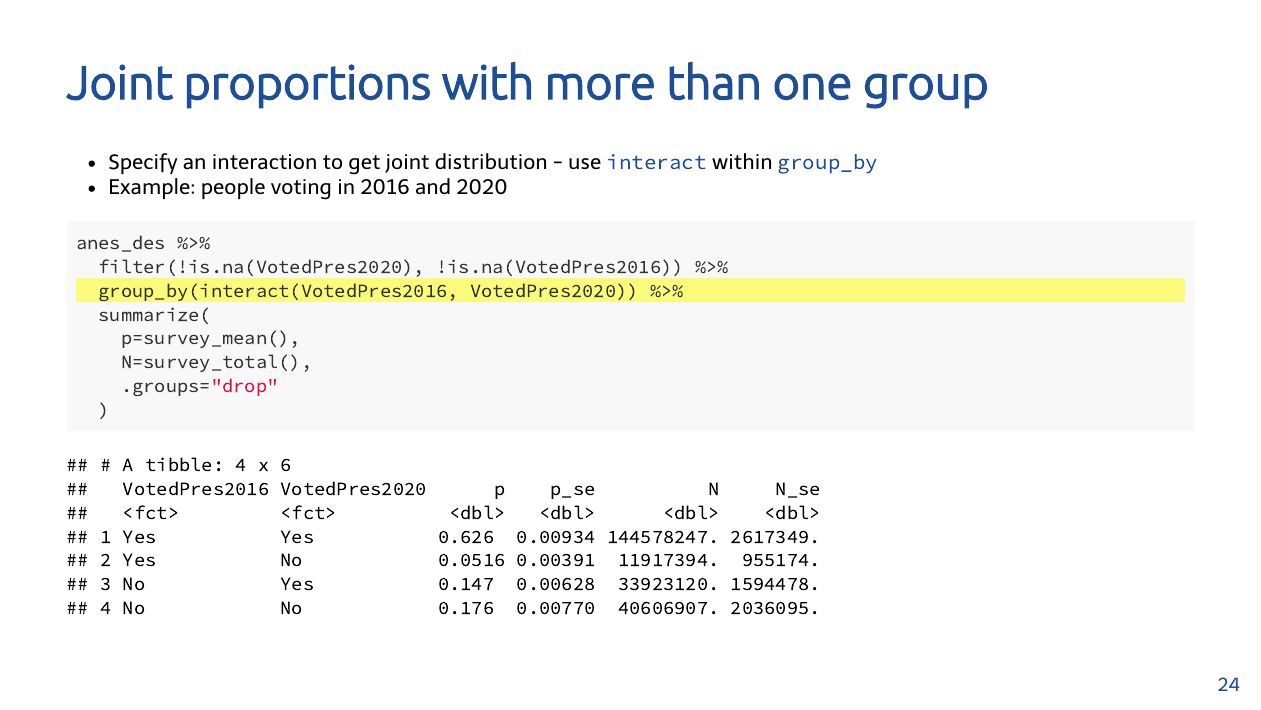 Joint proportions with more than one group
• Specify an interaction to get joint distribution – use interact within group_by
• Example: people voting in 2016 and 2020
anes_des %>%
  filter(!is.na(VotedPres2020), !is.na(VotedPres2016)) %>%
  group_by(interact(VotedPres2016, VotedPres2020)) %>%
  summarize(
    p=survey_mean(),
    N=survey_total(),
    .groups="drop"
  )
## # A tibble: 4 x 6
##   VotedPres2016 VotedPres2020      p    p_se          N     N_se
##   <fct>         <fct>          <dbl>   <dbl>      <dbl>    <dbl>
## 1 Yes           Yes           0.626  0.00934 144578247. 2617349.
## 2 Yes           No            0.0516 0.00391  11917394.  955174.
## 3 No            Yes           0.147  0.00628  33923120. 1594478.
## 4 No            No            0.176  0.00770  40606907. 2036095.
24